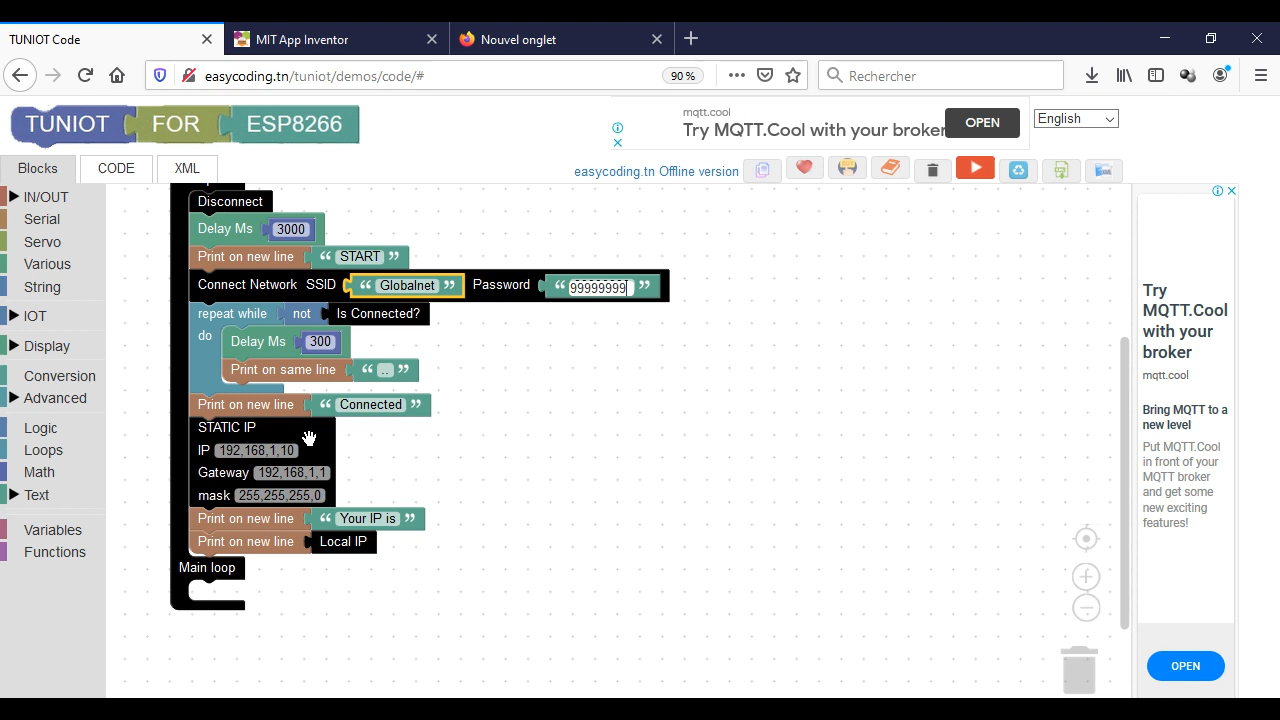 TUNIOT Code
MIT App Inventor
Nouvel onglet
easycoding.tn/tuniot/demos/code/#
90 %
Rechercher
TUNIOT FOR ESP8266
mqtt.cool
Try MQTT.Cool with your broker
OPEN
English
Blocks
CODE
XML
easycoding.tn Offline version
IN/OUT
Serial
Servo
Various
String
IOT
Display
Conversion
Advanced
Logic
Loops
Math
Text
Variables
Functions
Disconnect
Delay Ms 3000
Print on new line “ START ”
Connect Network SSID “ Globalnet ” Password “ 99999999 ”
repeat while not Is Connected?
do Delay Ms 300
Print on same line “ .. ”
Print on new line “ Connected ”
STATIC IP
IP 192,168,1,10
Gateway 192,168,1,1
mask 255,255,255,0
Print on new line “ Your IP is ”
Print on new line Local IP
Main loop
Try
MQTT.Cool
with your
broker
mqtt.cool
Bring MQTT to a
new level
Put MQTT.Cool
in front of your
MQTT broker
and get some
new exciting
features!
OPEN